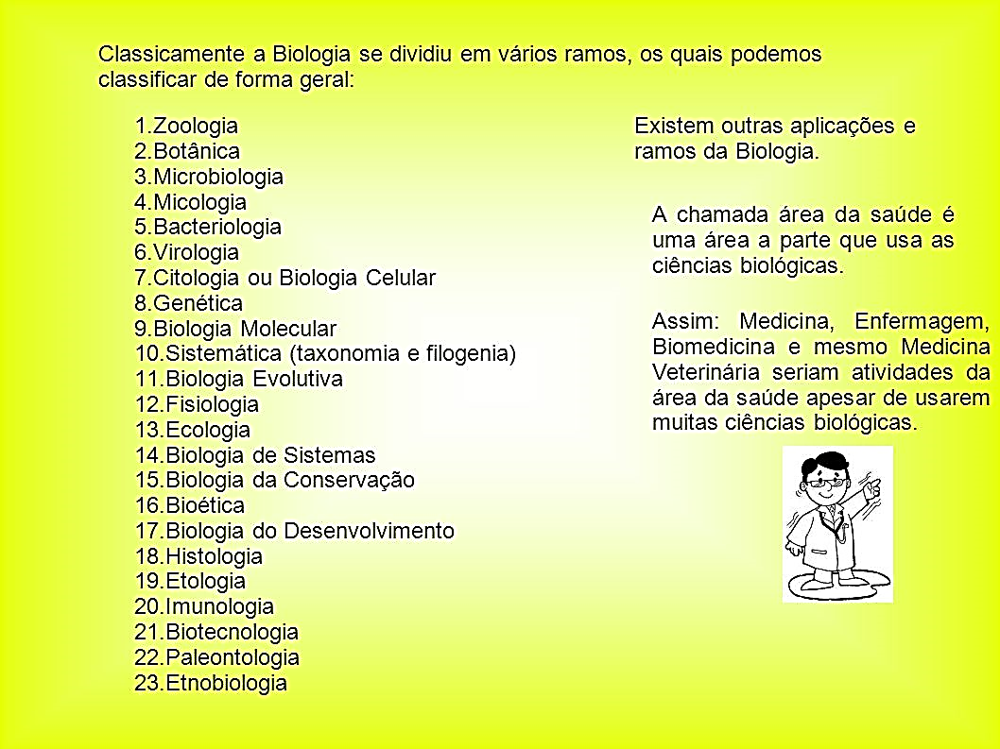 Classicamente a Biologia se dividiu em vários ramos, os quais podemos
classificar de forma geral:
1.Zoologia
2.Botânica
3.Microbiologia
4.Micologia
5.Bacteriologia
6.Virologia
7.Citologia ou Biologia Celular
8.Genética
9.Biologia Molecular
10.Sistemática (taxonomia e filogenia)
11.Biologia Evolutiva
12.Fisiologia
13.Ecologia
14.Biologia de Sistemas
15.Biologia da Conservação
16.Bioética
17.Biologia do Desenvolvimento
18.Histologia
19.Etologia
20.Imunologia
21.Biotecnologia
22.Paleontologia
23.Etnobiologia
Existem outras aplicações e
ramos da Biologia.
A chamada área da saúde é
uma área a parte que usa as
ciências biológicas.
Assim: Medicina, Enfermagem,
Biomedicina e mesmo Medicina
Veterinária seriam atividades da
área da saúde apesar de usarem
muitas ciências biológicas.